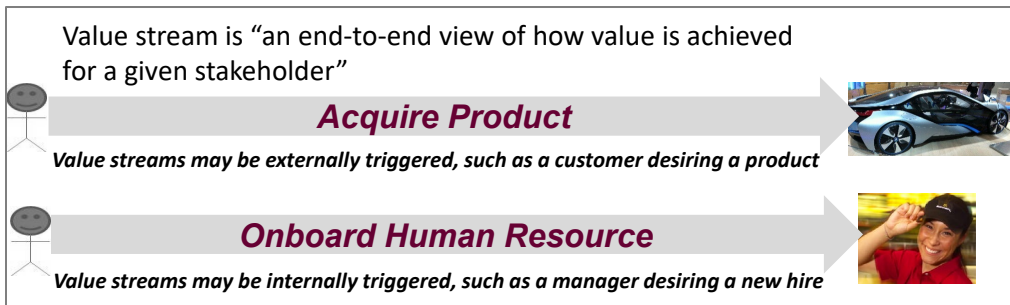 Value stream is “an end-to-end view of how value is achieved
for a given stakeholder”
Acquire Product
Value streams may be externally triggered, such as a customer desiring a product
Onboard Human Resource
Value streams may be internally triggered, such as a manager desiring a new hire